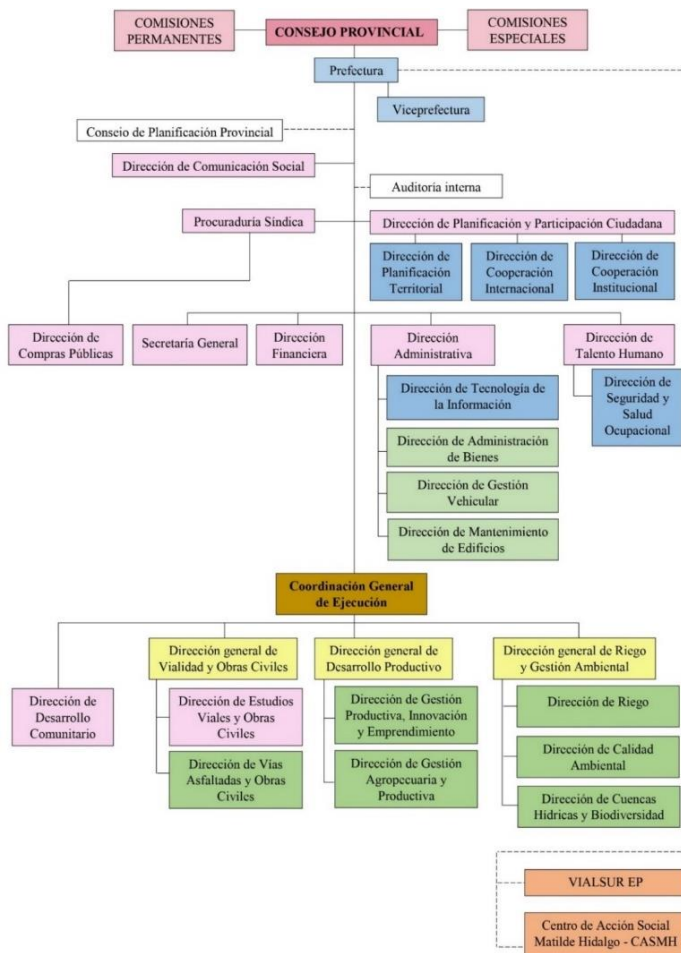 COMISIONES
PERMANENTES
CONSEJO PROVINCIAL
COMISIONES
ESPECIALES
Prefectura
Viceprefectura
Consejo de Planificación Provincial
Dirección de Comunicación Social
Auditoría interna
Procuraduría Síndica
Dirección de Planificación y Participación Ciudadana
Dirección de
Planificación
Territorial
Dirección de
Cooperación
Internacional
Dirección de
Cooperación
Institucional
Dirección de
Compras Públicas
Secretaría General
Dirección
Financiera
Dirección
Administrativa
Dirección de
Talento Humano
Dirección de Tecnología de
la Información
Dirección de
Seguridad y
Salud
Ocupacional
Dirección de Administración
de Bienes
Dirección de Gestión
Vehicular
Dirección de Mantenimiento
de Edificios
Coordinación General
de Ejecución
Dirección general de
Vialidad y Obras Civiles
Dirección general de
Desarrollo Productivo
Dirección general de Riego
y Gestión Ambiental
Dirección de
Desarrollo
Comunitario
Dirección de Estudios
Viales y Obras
Civiles
Dirección de Gestión
Productiva, Innovación
y Emprendimiento
Dirección de Riego
Dirección de Vías
Asfaltadas y Obras
Civiles
Dirección de Gestión
Agropecuaria y
Productiva
Dirección de Calidad
Ambiental
Dirección de Cuencas
Hídricas y Biodiversidad
VIALSUR EP
Centro de Acción Social
Matilde Hidalgo - CASMH